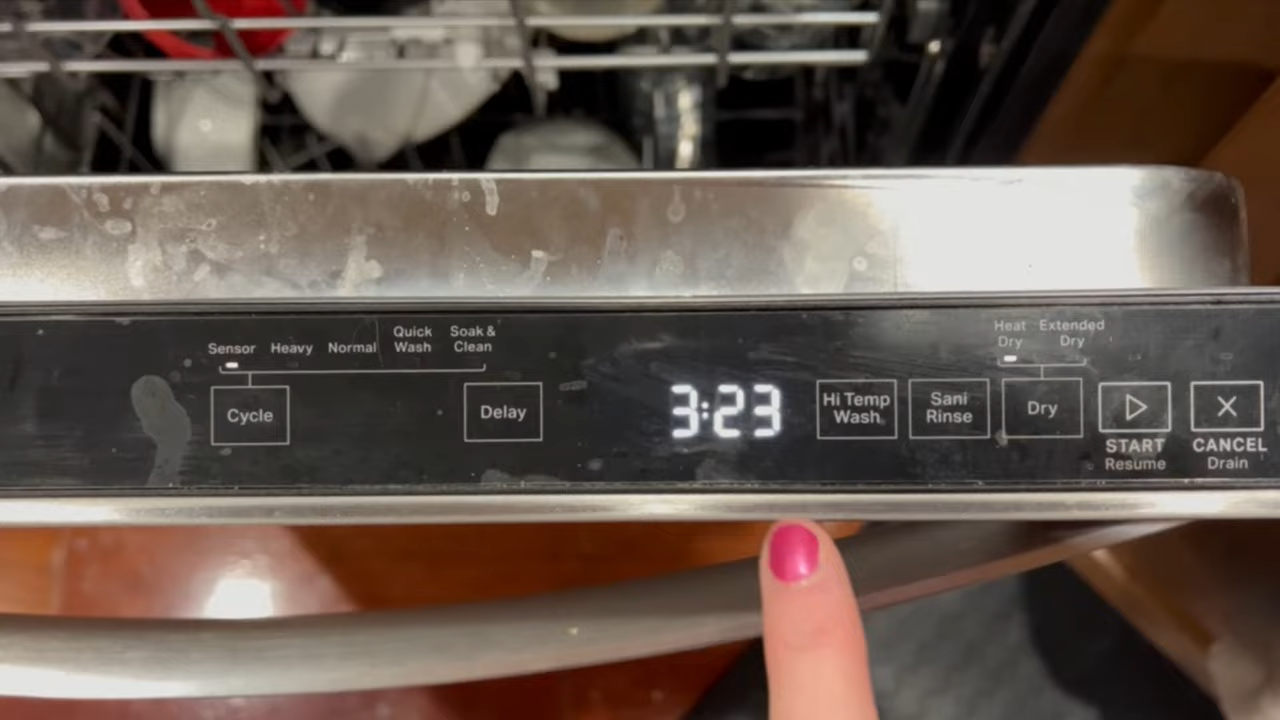 Sensor Heavy Normal Quick Wash Soak & Clean
Cycle
Delay
3:23
Hi Temp Wash
Sani Rinse
Heat Dry Extended Dry
Dry
START
Resume
CANCEL
Drain